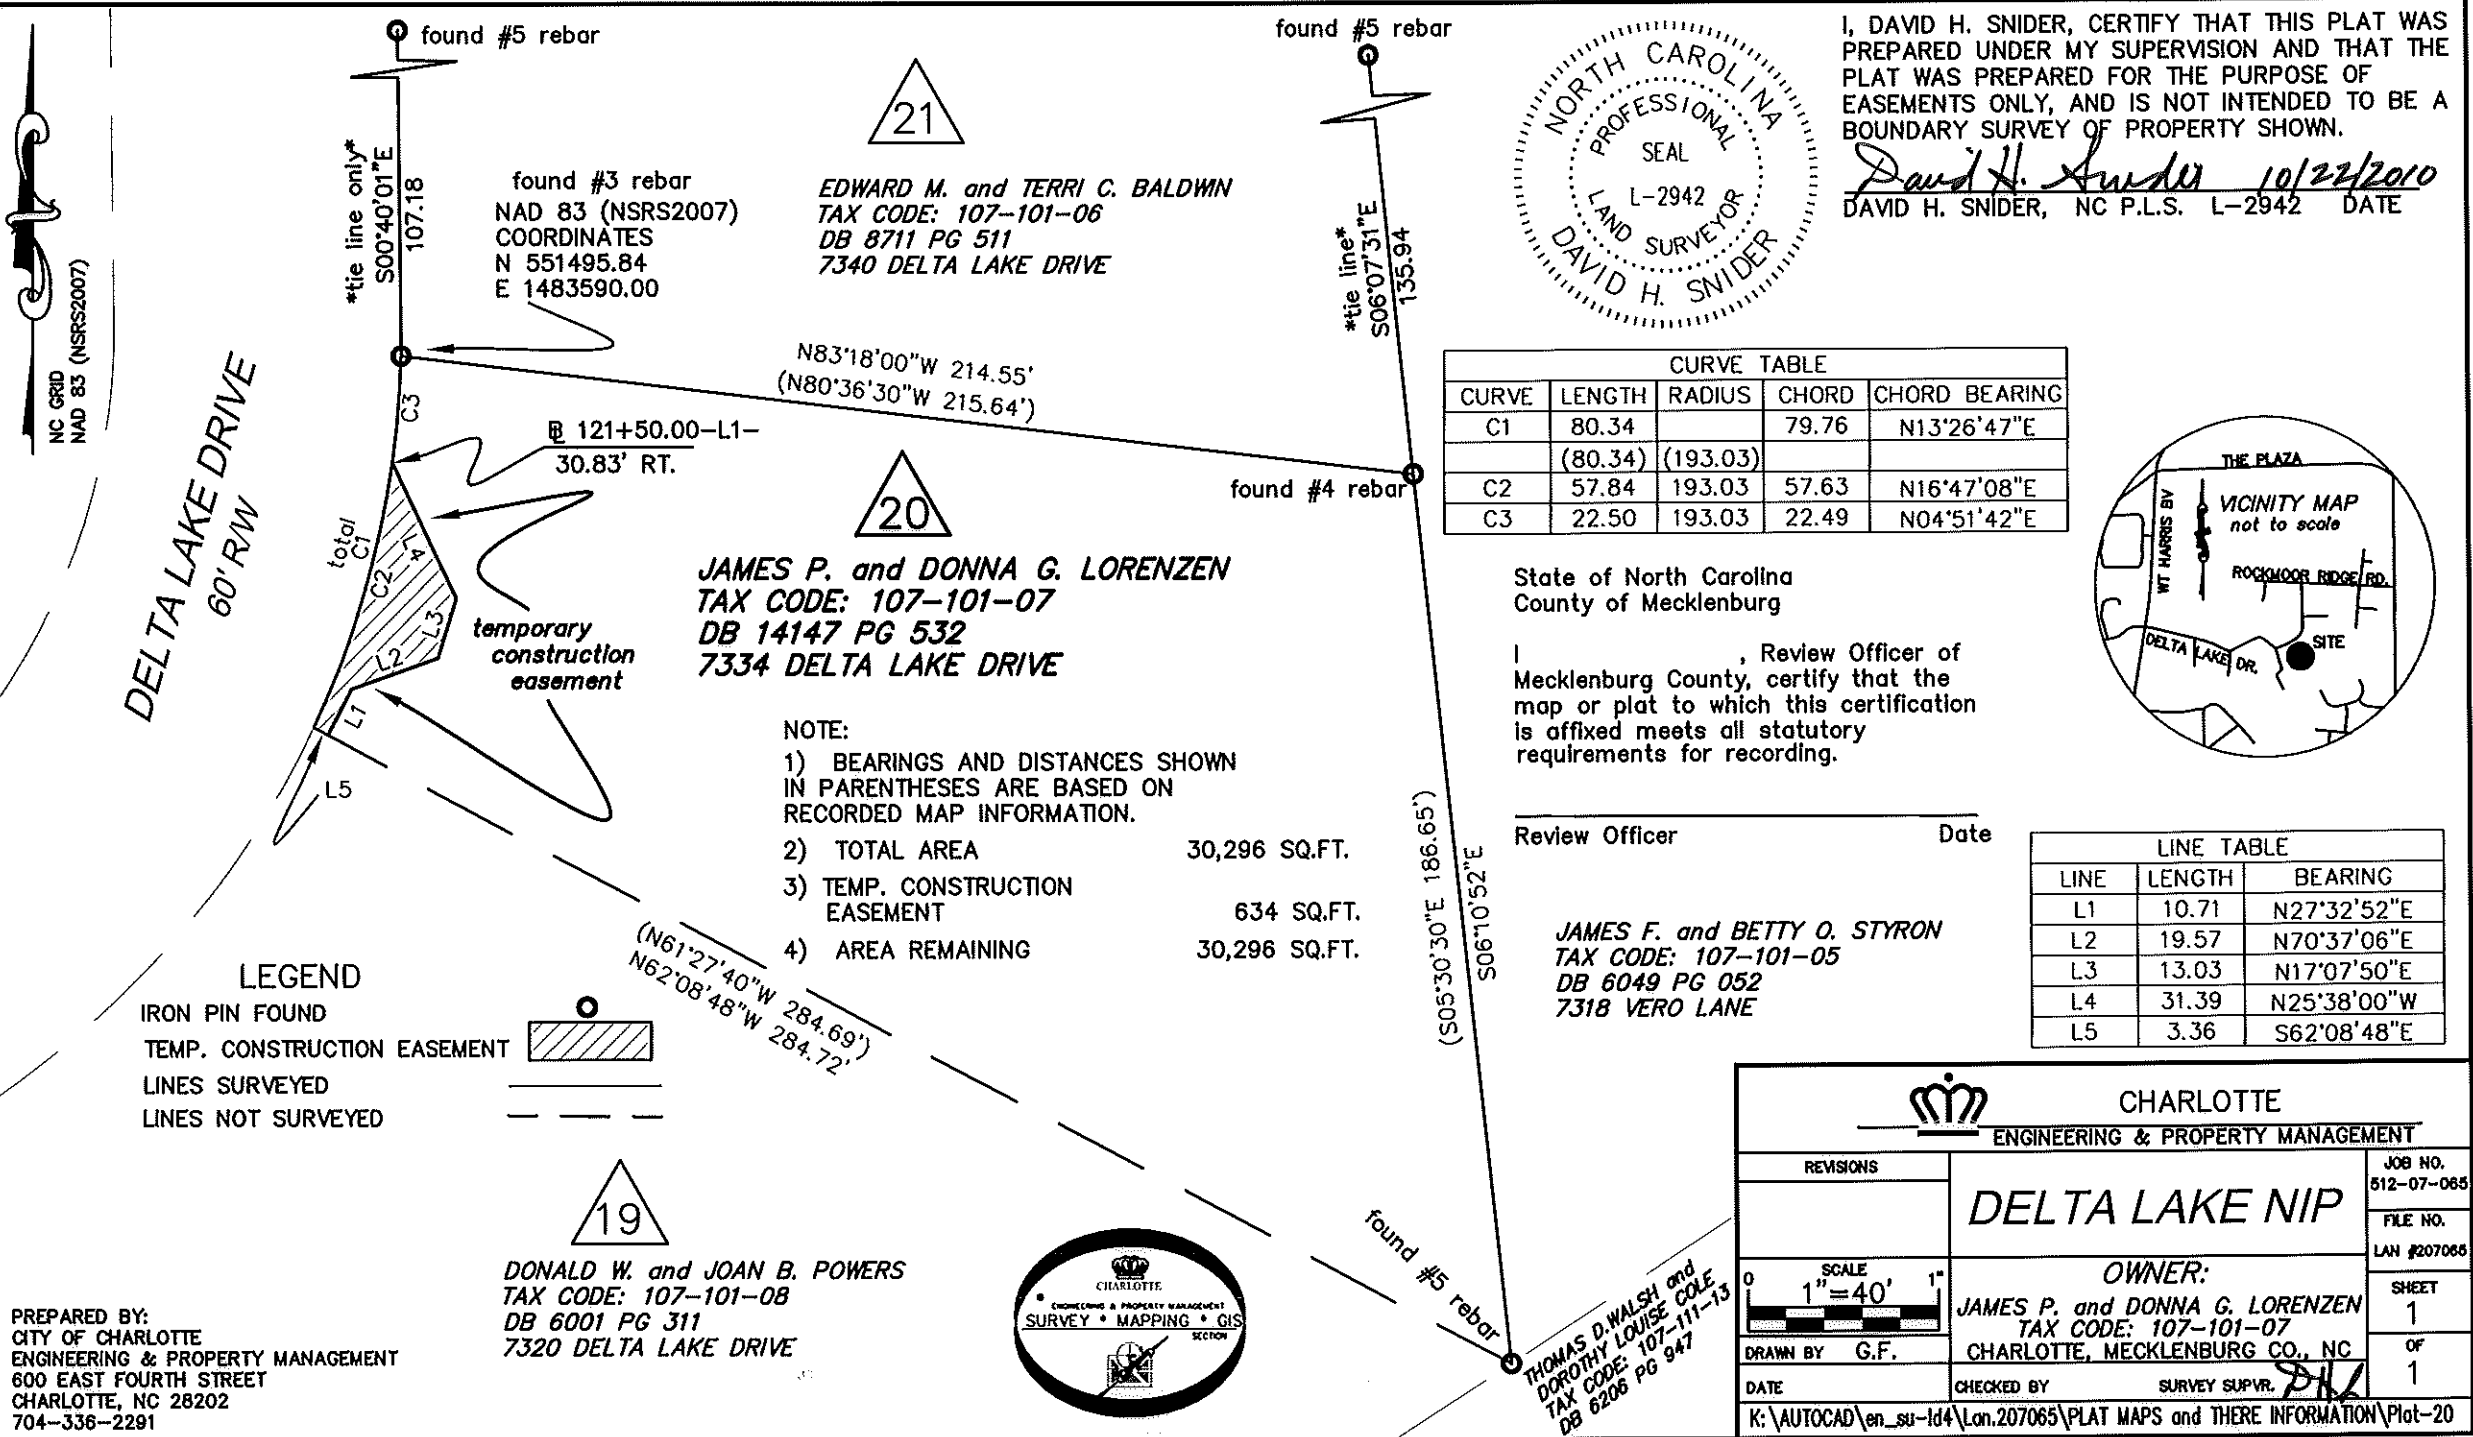 found #5 rebar
found #5 rebar
NC GRID
NAD 83 (NSRS2007)
*tie line only*
S00°40'01"E
107.18
found #3 rebar
NAD 83 (NSRS2007)
COORDINATES
N 551495.84
E 1483590.00
21
EDWARD M. and TERRI C. BALDWIN
TAX CODE: 107-101-06
DB 8711 PG 511
7340 DELTA LAKE DRIVE
*tie line*
S06°07'31"E
135.94
NORTH CAROLINA
PROFESSIONAL
SEAL
L-2942
LAND SURVEYOR
DAVID H. SNIDER
I, DAVID H. SNIDER, CERTIFY THAT THIS PLAT WAS
PREPARED UNDER MY SUPERVISION AND THAT THE
PLAT WAS PREPARED FOR THE PURPOSE OF
EASEMENTS ONLY, AND IS NOT INTENDED TO BE A
BOUNDARY SURVEY OF PROPERTY SHOWN.
David H. Snider 10/22/2010
DAVID H. SNIDER, NC P.L.S. L-2942 DATE
DELTA LAKE DRIVE
60' R/W
N83°18'00"W 214.55'
(N80°36'30"W 215.64')
C3
BL 121+50.00-L1-
30.83' RT.
found #4 rebar
total
C1
C2
L4
L3
L2
L1
L5
temporary
construction
easement
20
JAMES P. and DONNA G. LORENZEN
TAX CODE: 107-101-07
DB 14147 PG 532
7334 DELTA LAKE DRIVE
CURVE TABLE
CURVE LENGTH RADIUS CHORD CHORD BEARING
C1 80.34 79.76 N13°26'47"E
(80.34) (193.03)
C2 57.84 193.03 57.63 N16°47'08"E
C3 22.50 193.03 22.49 N04°51'42"E
THE PLAZA
VICINITY MAP
not to scale
WT HARRIS BV
ROCKMOOR RIDGE RD.
DELTA LAKE DR.
SITE
State of North Carolina
County of Mecklenburg
I , Review Officer of
Mecklenburg County, certify that the
map or plat to which this certification
is affixed meets all statutory
requirements for recording.
Review Officer Date
NOTE:
1) BEARINGS AND DISTANCES SHOWN
IN PARENTHESES ARE BASED ON
RECORDED MAP INFORMATION.
2) TOTAL AREA 30,296 SQ.FT.
3) TEMP. CONSTRUCTION
EASEMENT 634 SQ.FT.
4) AREA REMAINING 30,296 SQ.FT.
(S05°30'30"E 186.65')
S06°10'52"E
JAMES F. and BETTY O. STYRON
TAX CODE: 107-101-05
DB 6049 PG 052
7318 VERO LANE
LINE TABLE
LINE LENGTH BEARING
L1 10.71 N27°32'52"E
L2 19.57 N70°37'06"E
L3 13.03 N17°07'50"E
L4 31.39 N25°38'00"W
L5 3.36 S62°08'48"E
(N61°27'40"W 284.69')
N62°08'48"W 284.72'
LEGEND
IRON PIN FOUND
TEMP. CONSTRUCTION EASEMENT
LINES SURVEYED
LINES NOT SURVEYED
19
DONALD W. and JOAN B. POWERS
TAX CODE: 107-101-08
DB 6001 PG 311
7320 DELTA LAKE DRIVE
PREPARED BY:
CITY OF CHARLOTTE
ENGINEERING & PROPERTY MANAGEMENT
600 EAST FOURTH STREET
CHARLOTTE, NC 28202
704-336-2291
CHARLOTTE
ENGINEERING & PROPERTY MANAGEMENT
SURVEY • MAPPING • GIS
SECTION
found #5 rebar
THOMAS D.WALSH and
DOROTHY LOUISE COLE
TAX CODE: 107-111-13
DB 6206 PG 947
CHARLOTTE
ENGINEERING & PROPERTY MANAGEMENT
REVISIONS
DELTA LAKE NIP
JOB NO.
512-07-065
FILE NO.
LAN #207065
SCALE
0 1"=40' 1"
OWNER:
JAMES P. and DONNA G. LORENZEN
TAX CODE: 107-101-07
CHARLOTTE, MECKLENBURG CO., NC
SHEET
1
OF
1
DRAWN BY G.F.
DATE
CHECKED BY SURVEY SUPVR. DHS
K:\AUTOCAD\en_su-ld4\Lan.207065\PLAT MAPS and THERE INFORMATION\Plat-20